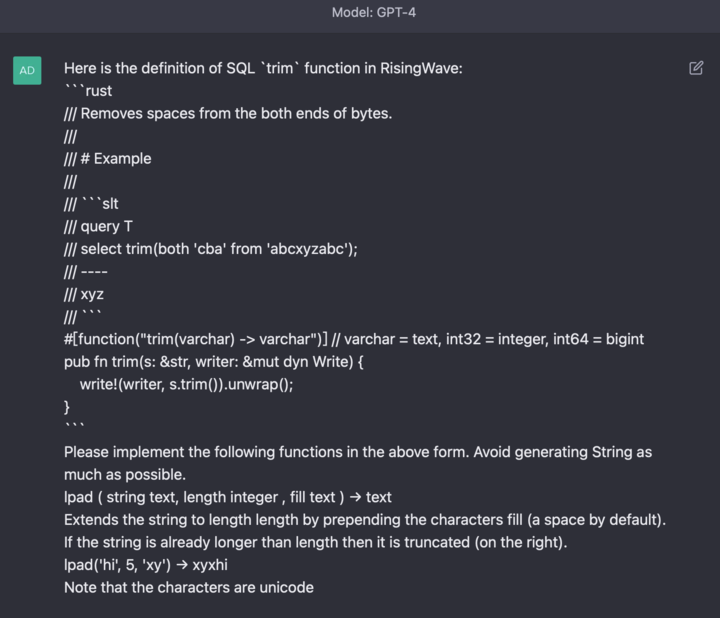 Model: GPT-4
AD
Here is the definition of SQL `trim` function in RisingWave:
```rust
/// Removes spaces from the both ends of bytes.
///
/// # Example
///
/// ```slt
/// query T
/// select trim(both 'cba' from 'abcxyzabc');
/// ----
/// xyz
/// ```
#[function("trim(varchar) -> varchar")] // varchar = text, int32 = integer, int64 = bigint
pub fn trim(s: &str, writer: &mut dyn Write) {
    write!(writer, s.trim()).unwrap();
}
```
Please implement the following functions in the above form. Avoid generating String as
much as possible.
lpad ( string text, length integer , fill text ) → text
Extends the string to length length by prepending the characters fill (a space by default).
If the string is already longer than length then it is truncated (on the right).
lpad('hi', 5, 'xy') → xyxhi
Note that the characters are unicode